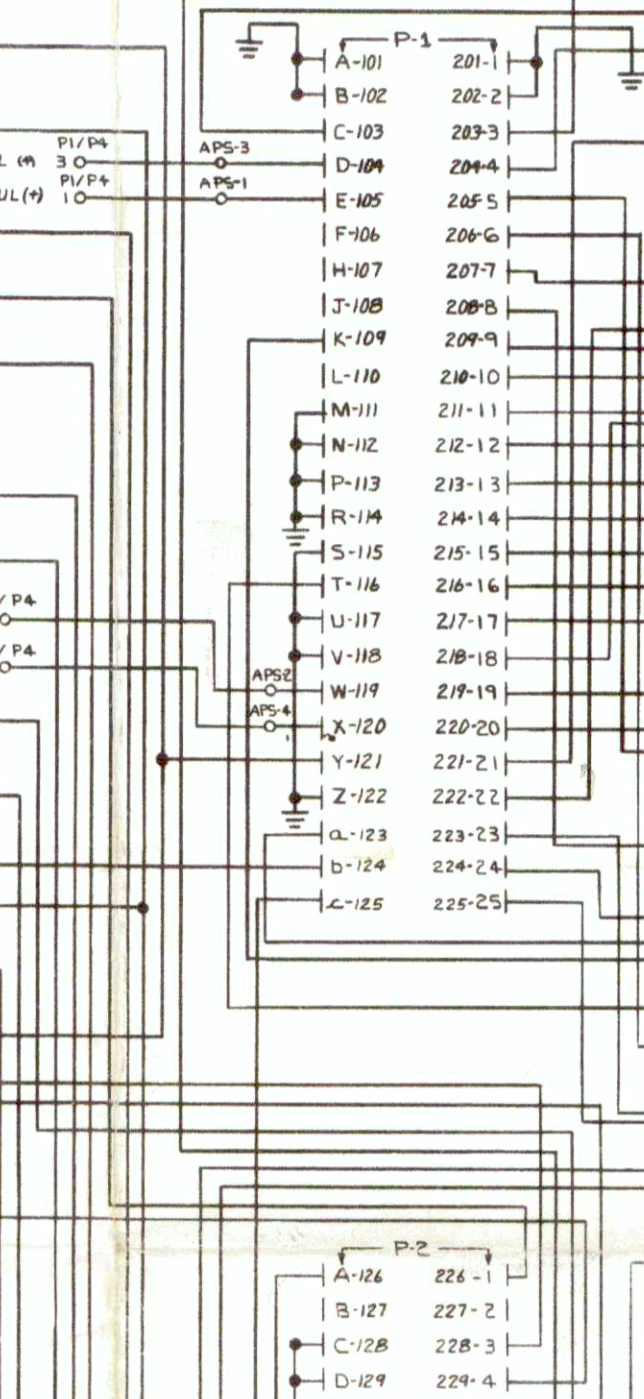 P-1
A-101 201-1
B-102 202-2
C-103 203-3
P1/P4 APS-3
L (+) 3 D-104 204-4
P1/P4 APS-1
UL(+) 1 E-105 205-5
F-106 206-6
H-107 207-7
J-108 208-8
K-109 209-9
L-110 210-10
M-111 211-11
N-112 212-12
P-113 213-13
R-114 214-14
S-115 215-15
T-116 216-16
/P4 U-117 217-17
/P4 V-118 218-18
APS2
W-119 219-19
APS-4
X-120 220-20
Y-121 221-21
Z-122 222-22
a-123 223-23
b-124 224-24
c-125 225-25
P-2
A-126 226-1
B-127 227-2
C-128 228-3
D-129 229-4